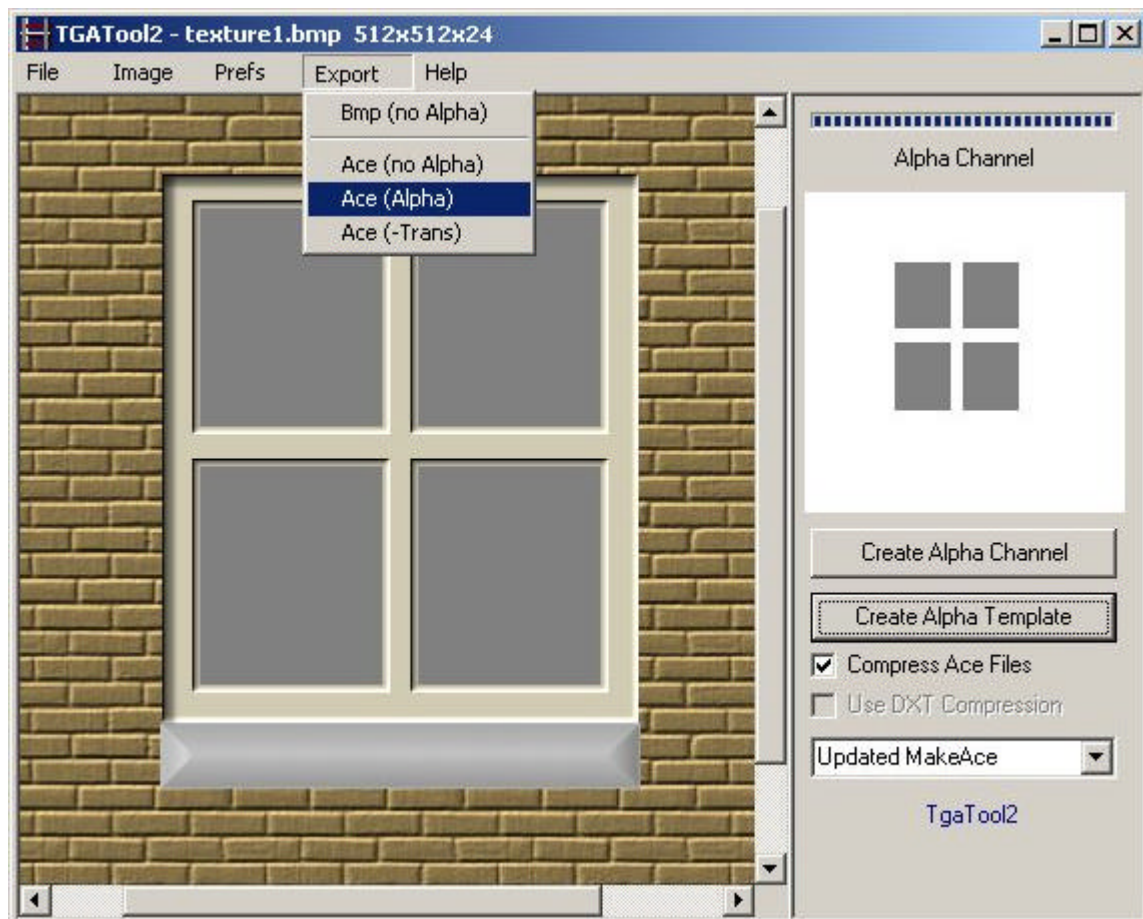 TGATool2 - texture1.bmp 512x512x24
File Image Prefs Export Help
Bmp (no Alpha)
Ace (no Alpha)
Ace (Alpha)
Ace (-Trans)
Alpha Channel
Create Alpha Channel
Create Alpha Template
Compress Ace Files
Use DXT Compression
Updated MakeAce
TgaTool2